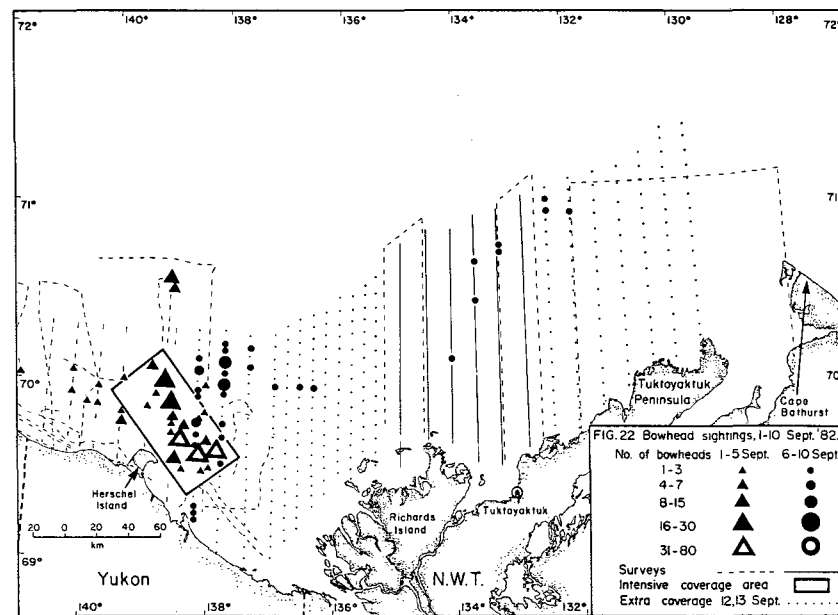 72° 140° 138° 136° 134° 132° 130° 128° 72°
71° 71°
70° 70°
69°
Tuktoyaktuk
Peninsula
Cape
Bathurst
Herschel
Island
20 0 20 40 60
km
Richards
Island
Tuktoyaktuk
Yukon N.W.T.
140° 138° 136° 134° 132°
FIG. 22 Bowhead sightings, 1-10 Sept. '82.
No. of bowheads 1-5 Sept. 6-10 Sept.
1-3
4-7
8-15
16-30
31-80
Surveys
Intensive coverage area
Extra coverage 12,13 Sept.